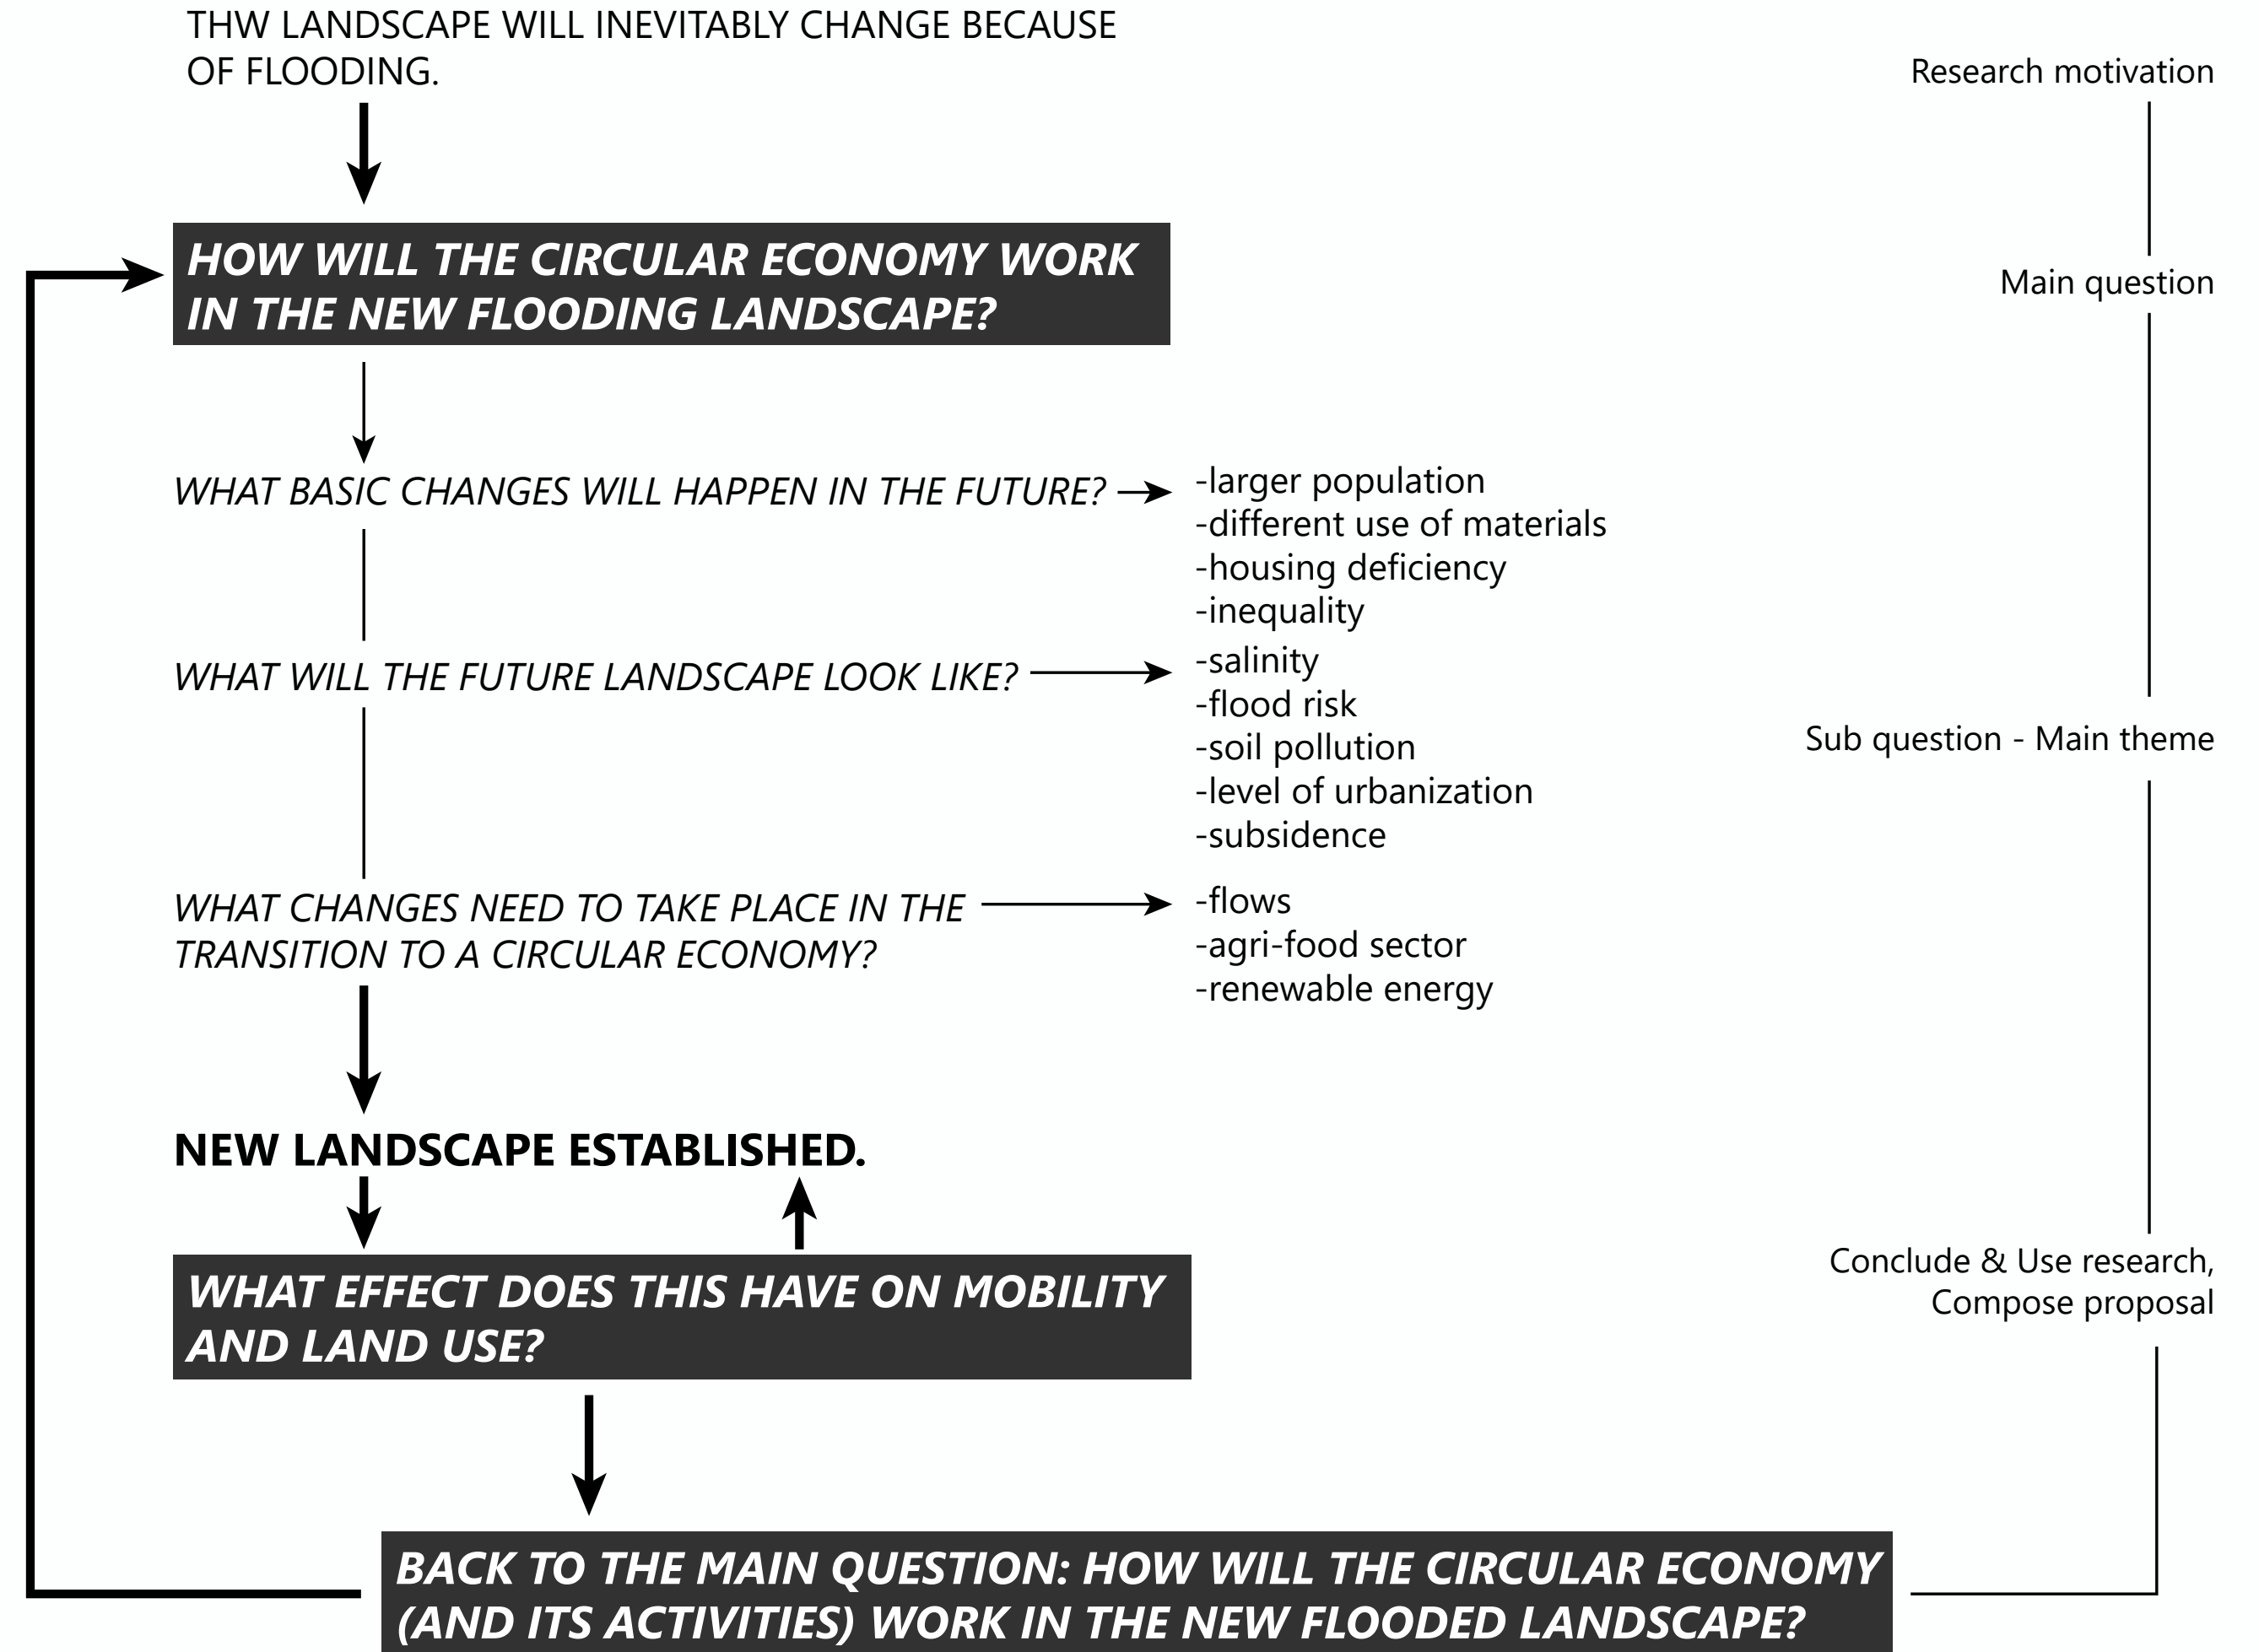 THW LANDSCAPE WILL INEVITABLY CHANGE BECAUSE
OF FLOODING.
Research motivation
HOW WILL THE CIRCULAR ECONOMY WORK
IN THE NEW FLOODING LANDSCAPE?
Main question
WHAT BASIC CHANGES WILL HAPPEN IN THE FUTURE?
-larger population
-different use of materials
-housing deficiency
-inequality
WHAT WILL THE FUTURE LANDSCAPE LOOK LIKE?
-salinity
-flood risk
-soil pollution
-level of urbanization
-subsidence
Sub question - Main theme
WHAT CHANGES NEED TO TAKE PLACE IN THE
TRANSITION TO A CIRCULAR ECONOMY?
-flows
-agri-food sector
-renewable energy
NEW LANDSCAPE ESTABLISHED.
WHAT EFFECT DOES THIS HAVE ON MOBILITY
AND LAND USE?
Conclude & Use research,
Compose proposal
BACK TO THE MAIN QUESTION: HOW WILL THE CIRCULAR ECONOMY
(AND ITS ACTIVITIES) WORK IN THE NEW FLOODED LANDSCAPE?